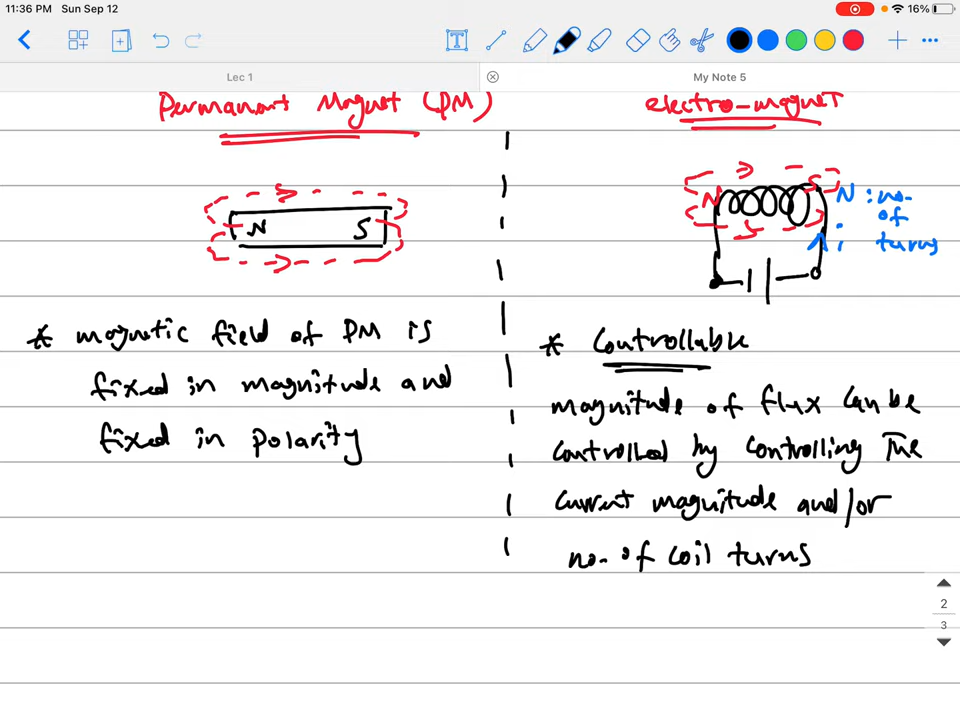 11:36 PM Sun Sep 12
16%
Lec 1
My Note 5
Permanant Magnet (PM)
electro-magnet
N S
N S
N : no.
of
turns
i
* magnetic field of PM is
fixed in magnitude and
fixed in polarity
* Controllable
magnitude of flux can be
controlled by controlling the
current magnitude and/or
no. of coil turns
2
3